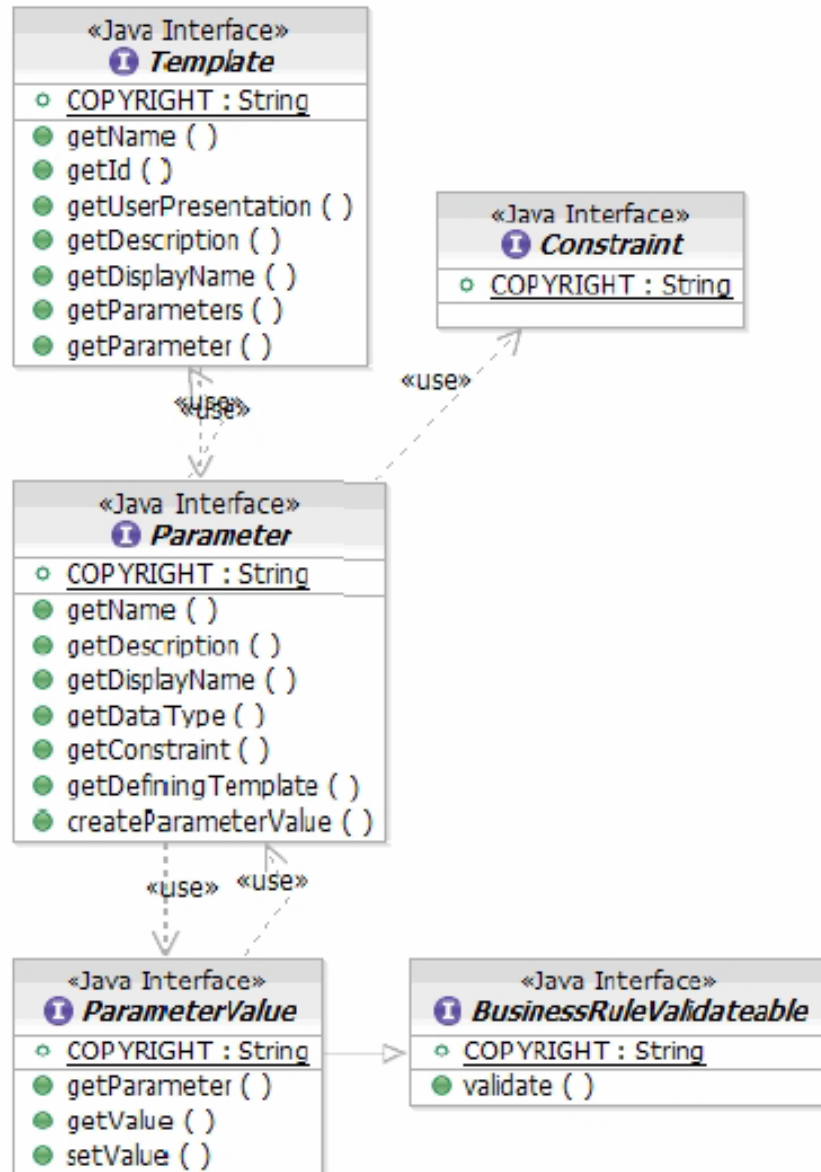 «Java Interface»
Template
COPYRIGHT : String
getName ( )
getId ( )
getUserPresentation ( )
getDescription ( )
getDisplayName ( )
getParameters ( )
getParameter ( )
«Java Interface»
Constraint
COPYRIGHT : String
«use»
«use»
«use»
«Java Interface»
Parameter
COPYRIGHT : String
getName ( )
getDescription ( )
getDisplayName ( )
getDataType ( )
getConstraint ( )
getDefiningTemplate ( )
createParameterValue ( )
«use»
«use»
«Java Interface»
ParameterValue
COPYRIGHT : String
getParameter ( )
getValue ( )
setValue ( )
«Java Interface»
BusinessRuleValidateable
COPYRIGHT : String
validate ( )